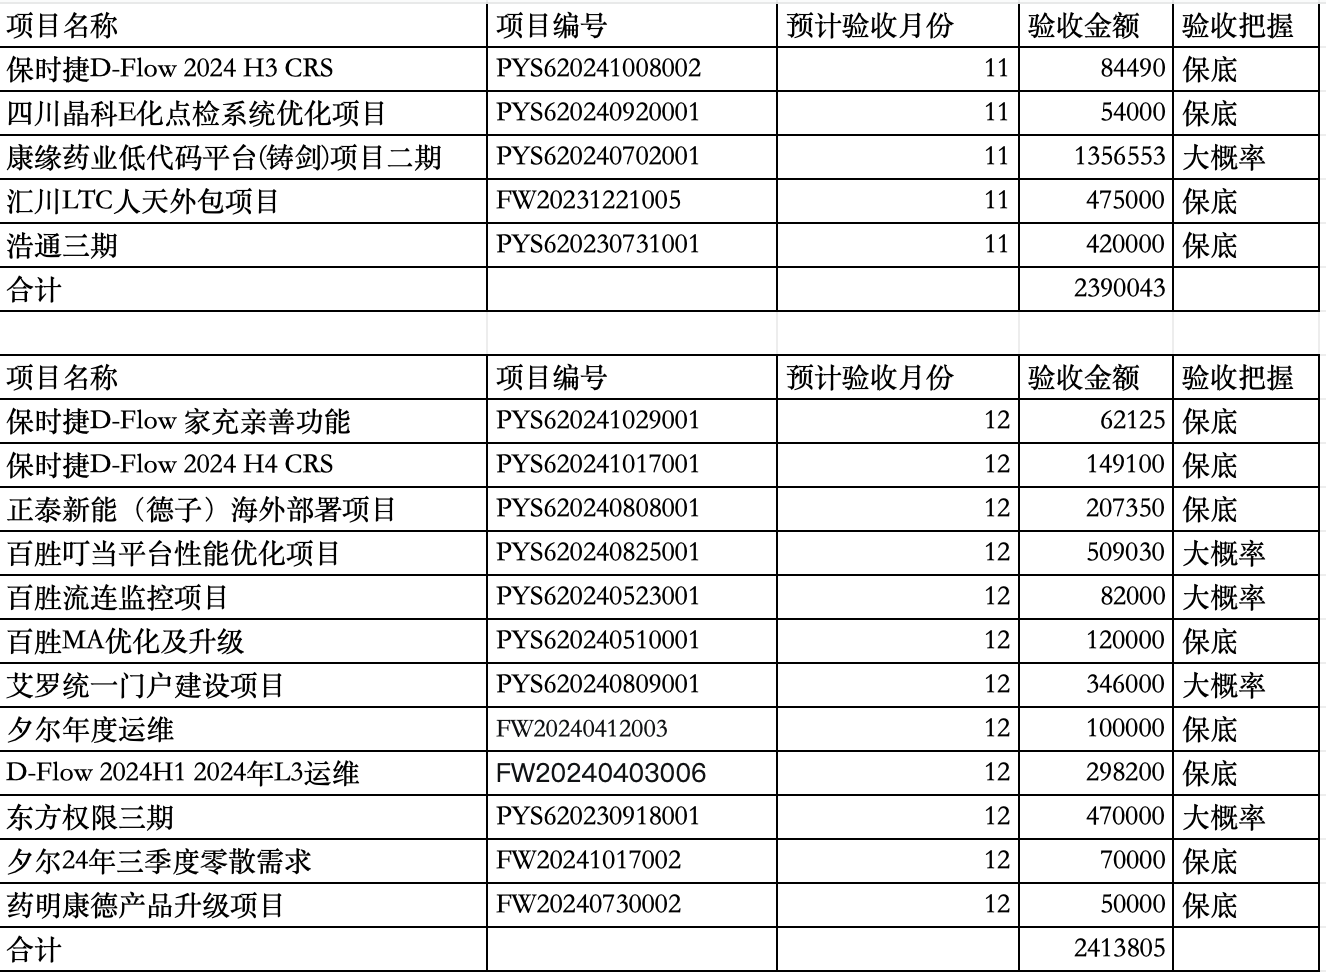 项目名称 项目编号 预计验收月份 验收金额 验收把握
保时捷D-Flow 2024 H3 CRS PYS620241008002 11 84490 保底
四川晶科E化点检系统优化项目 PYS620240920001 11 54000 保底
康缘药业低代码平台(铸剑)项目二期 PYS620240702001 11 1356553 大概率
汇川LTC人天外包项目 FW20231221005 11 475000 保底
浩通三期 PYS620230731001 11 420000 保底
合计 2390043
项目名称 项目编号 预计验收月份 验收金额 验收把握
保时捷D-Flow 家充亲善功能 PYS620241029001 12 62125 保底
保时捷D-Flow 2024 H4 CRS PYS620241017001 12 149100 保底
正泰新能（德子）海外部署项目 PYS620240808001 12 207350 保底
百胜叮当平台性能优化项目 PYS620240825001 12 509030 大概率
百胜流连监控项目 PYS620240523001 12 82000 大概率
百胜MA优化及升级 PYS620240510001 12 120000 保底
艾罗统一门户建设项目 PYS620240809001 12 346000 大概率
夕尔年度运维 FW20240412003 12 100000 保底
D-Flow 2024H1 2024年L3运维 FW20240403006 12 298200 保底
东方权限三期 PYS620230918001 12 470000 大概率
夕尔24年三季度零散需求 FW20241017002 12 70000 保底
药明康德产品升级项目 FW20240730002 12 50000 保底
合计 2413805